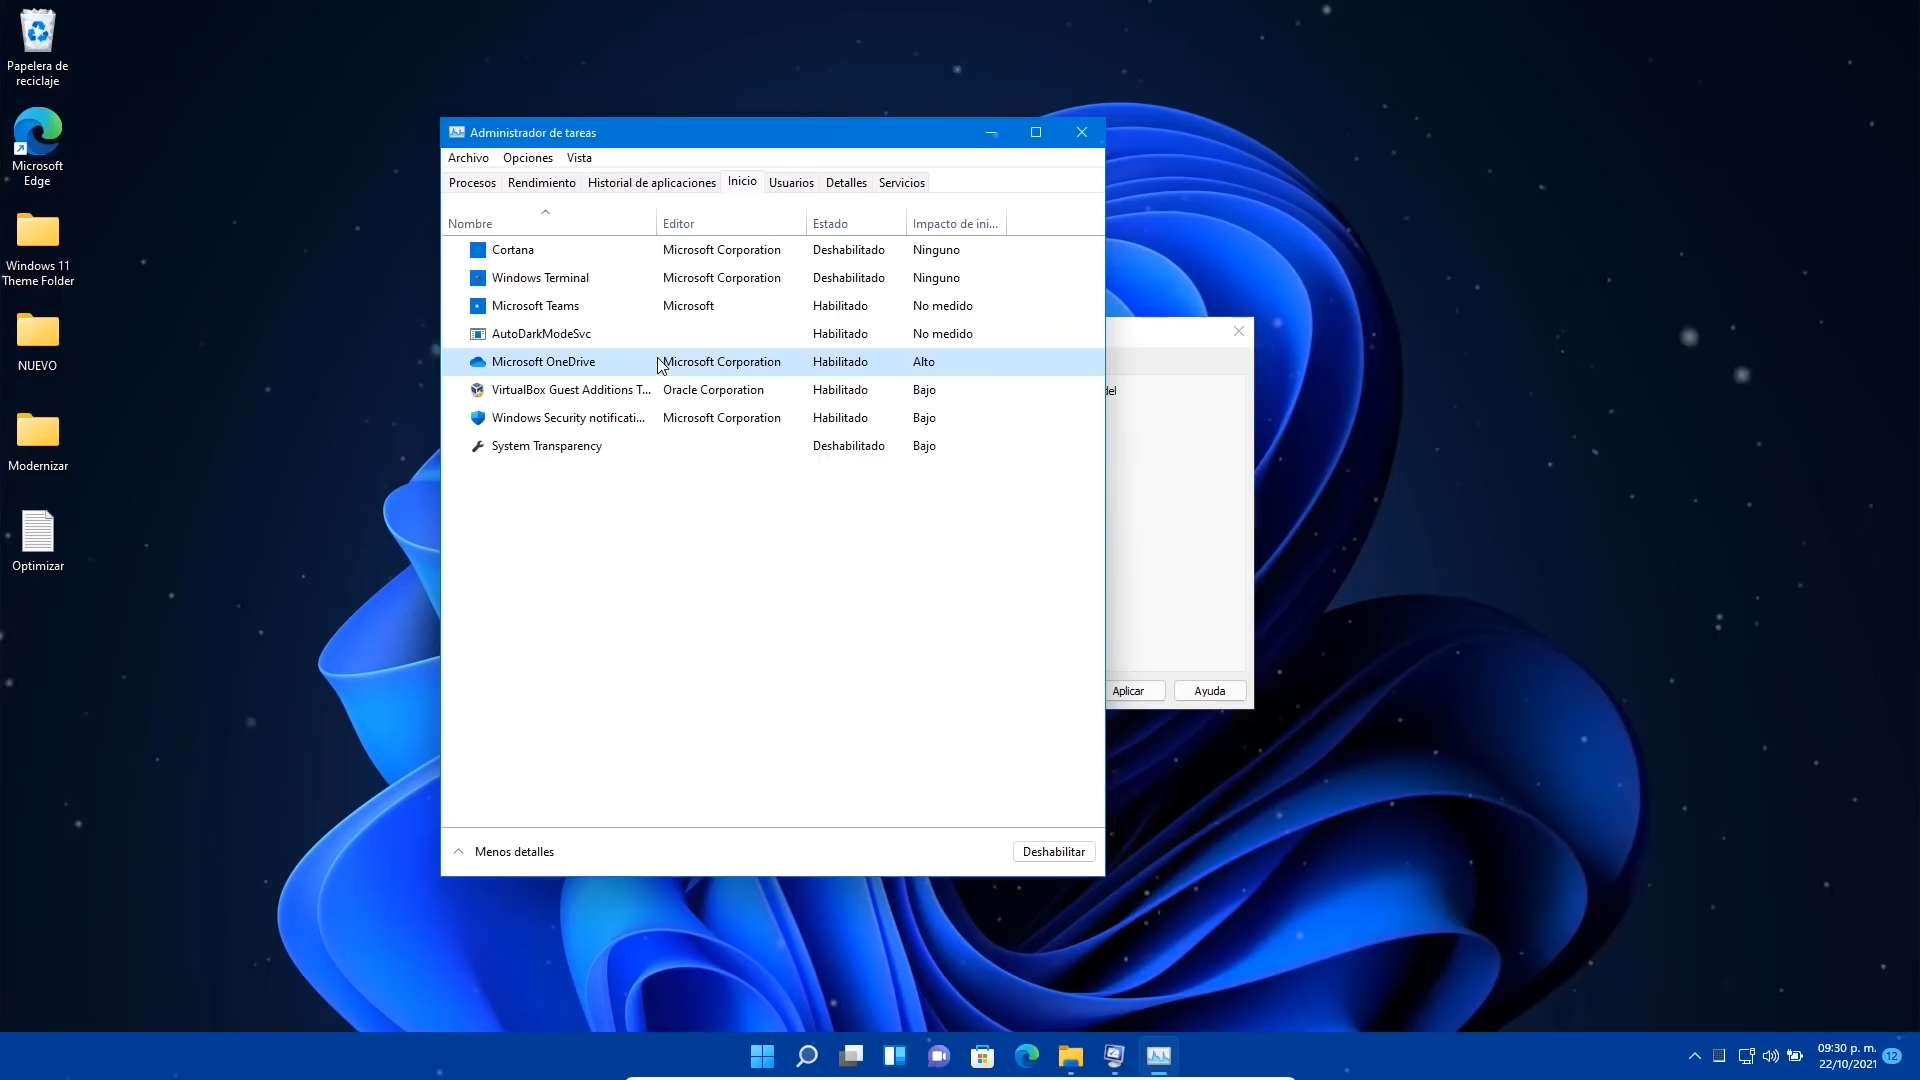 Papelera de
reciclaje
Microsoft
Edge
Windows 11
Theme Folder
NUEVO
Modernizar
Optimizar
Administrador de tareas
Archivo Opciones Vista
Procesos Rendimiento Historial de aplicaciones Inicio Usuarios Detalles Servicios
Nombre Editor Estado Impacto de ini...
Cortana Microsoft Corporation Deshabilitado Ninguno
Windows Terminal Microsoft Corporation Deshabilitado Ninguno
Microsoft Teams Microsoft Habilitado No medido
AutoDarkModeSvc Habilitado No medido
Microsoft OneDrive Microsoft Corporation Habilitado Alto
VirtualBox Guest Additions T... Oracle Corporation Habilitado Bajo
Windows Security notificati... Microsoft Corporation Habilitado Bajo
System Transparency Deshabilitado Bajo
Menos detalles Deshabilitar
del
Aplicar Ayuda
09:30 p. m.
22/10/2021
12